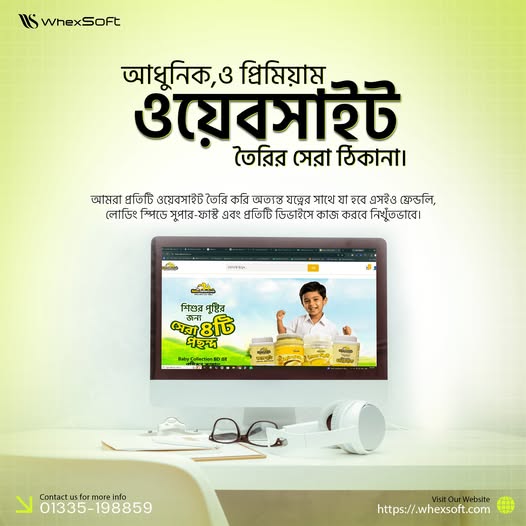 WhexSoft
আধুনিক,ও প্রিমিয়াম
ওয়েবসাইট
তৈরির সেরা ঠিকানা।
আমরা প্রতিটি ওয়েবসাইট তৈরি করি অত্যন্ত যত্নের সাথে যা হবে এসইও ফ্রেন্ডলি,
লোডিং স্পিডে সুপার-ফাস্ট এবং প্রতিটি ডিভাইসে কাজ করবে নিখুঁতভাবে।
শিশুর পুষ্টির
জন্য
সেরা ৪টি
পছন্দ
Baby Collection BD এর
Contact us for more info
01335-198859
Visit Our Website
https://.whexsoft.com